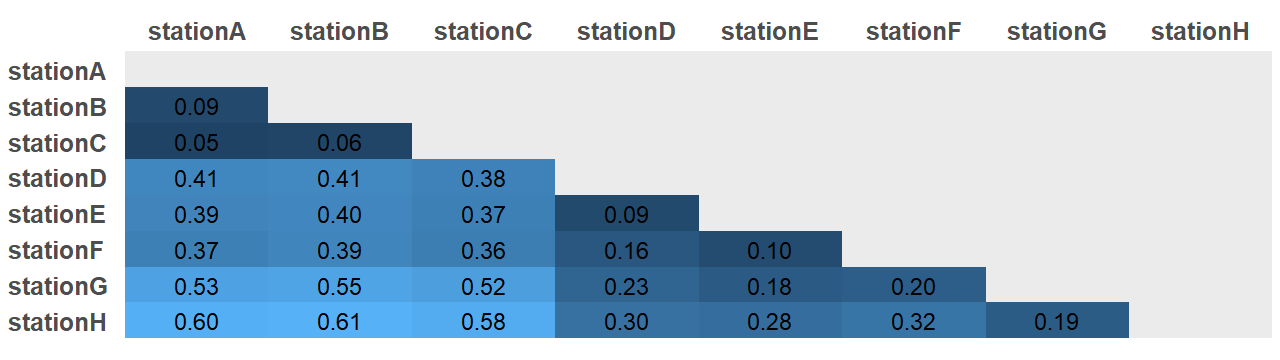 stationA stationB stationC stationD stationE stationF stationG stationH
stationA
stationB 0.09
stationC 0.05 0.06
stationD 0.41 0.41 0.38
stationE 0.39 0.40 0.37 0.09
stationF 0.37 0.39 0.36 0.16 0.10
stationG 0.53 0.55 0.52 0.23 0.18 0.20
stationH 0.60 0.61 0.58 0.30 0.28 0.32 0.19